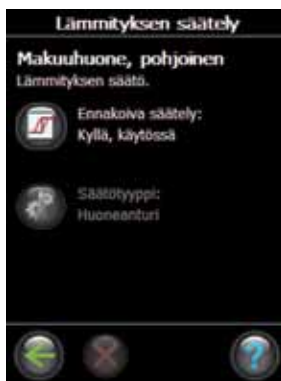 Lämmityksen säätely
Makuuhuone, pohjoinen
Lämmityksen säätö.
Ennakoiva säätely:
Kyllä, käytössä
Säätötyyppi:
Huoneanturi
?